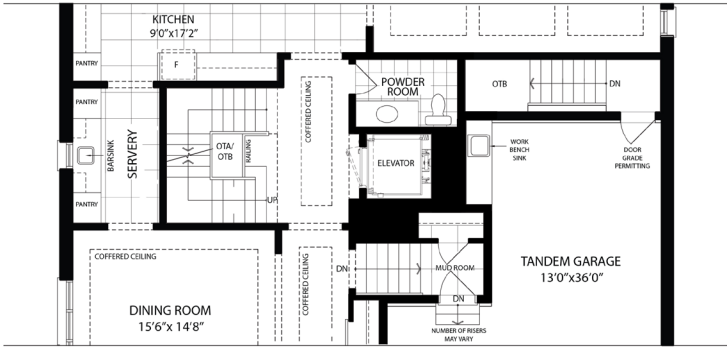 KITCHEN
9'0"x17'2"
PANTRY
F
PANTRY
BARSINK
SERVERY
PANTRY
OTA/
OTB
RAILING
UP
COFFERED CEILING
POWDER
ROOM
ELEVATOR
OTB
DN
WORK
BENCH
SINK
DOOR
GRADE
PERMITTING
COFFERED CEILING
DINING ROOM
15'6"x 14'8"
COFFERED CEILING
DN
MUD ROOM
DN
NUMBER OF RISERS
MAY VARY
TANDEM GARAGE
13'0"x36'0"